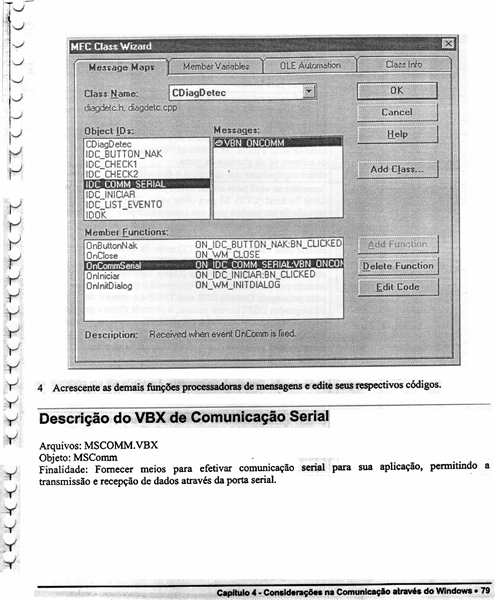 MFC Class Wizard
Message Maps
Member Variables
OLE Automation
Class Info
Class Name:
CDiagDetec
diagdetc.h, diagdetc.cpp
OK
Cancel
Help
Add Class...
Object IDs:
CDiagDetec
IDC_BUTTON_NAK
IDC_CHECK1
IDC_CHECK2
IDC_COMM_SERIAL
IDC_INICIAR
IDC_LIST_EVENTO
IDOK
Messages:
VBN_ONCOMM
Member Functions:
OnButtonNak ON_IDC_BUTTON_NAK:BN_CLICKED
OnClose ON_WM_CLOSE
OnCommSerial ON_IDC_COMM_SERIAL:VBN_ONCOM
OnIniciar ON_IDC_INICIAR:BN_CLICKED
OnInitDialog ON_WM_INITDIALOG
Add Function
Delete Function
Edit Code
Description: Received when event OnComm is fired.
4 Acrescente as demais funções processadoras de mensagens e edite seus respectivos códigos.
Descrição do VBX de Comunicação Serial
Arquivos: MSCOMM.VBX
Objeto: MSComm
Finalidade: Fornecer meios para efetivar comunicação serial para sua aplicação, permitindo a
transmissão e recepção de dados através da porta serial.
Capítulo 4 - Considerações na Comunicação através do Windows • 79